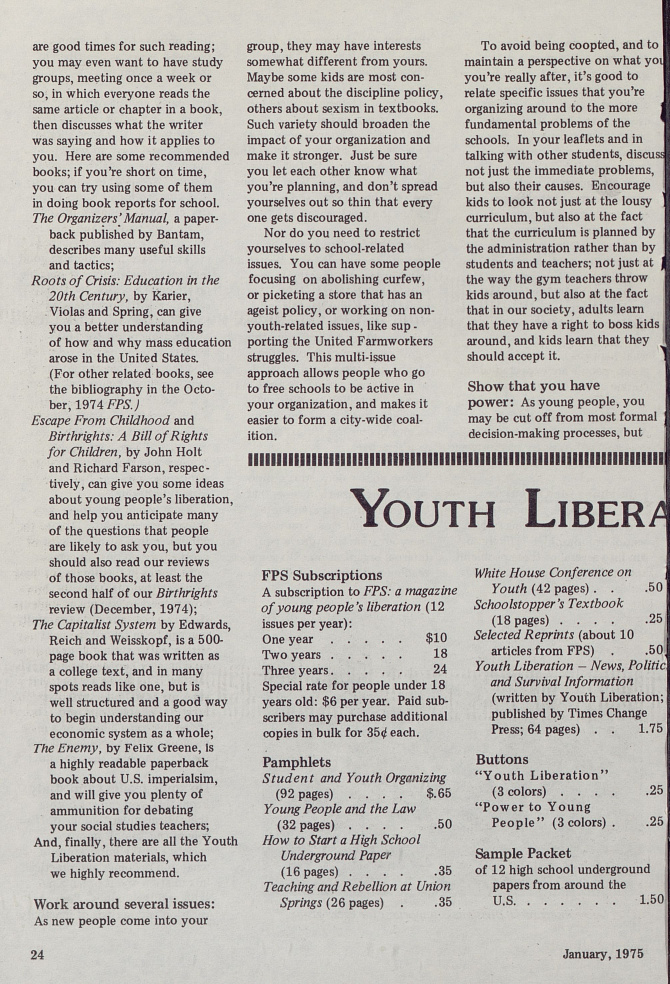 are good times for such reading;
you may even want to have study
groups, meeting once a week or
so, in which everyone reads the
same article or chapter in a book,
then discusses what the writer
was saying and how it applies to
you. Here are some recommended
books; if you're short on time,
you can try using some of them
in doing book reports for school.
The Organizers' Manual, a paper-
back published by Bantam,
describes many useful skills
and tactics;
Roots of Crisis: Education in the
20th Century, by Karier,
Violas and Spring, can give
you a better understanding
of how and why mass education
arose in the United States.
(For other related books, see
the bibliography in the Octo-
ber, 1974 FPS.)
Escape From Childhood and
Birthrights: A Bill of Rights
for Children, by John Holt
and Richard Farson, respec-
tively, can give you some ideas
about young people's liberation,
and help you anticipate many
of the questions that people
are likely to ask you, but you
should also read our reviews
of those books, at least the
second half of our Birthrights
review (December, 1974);
The Capitalist System by Edwards,
Reich and Weisskopf, is a 500-
page book that was written as
a college text, and in many
spots reads like one, but is
well structured and a good way
to begin understanding our
economic system as a whole;
The Enemy, by Felix Greene, is
a highly readable paperback
book about U.S. imperialsim,
and will give you plenty of
ammunition for debating
your social studies teachers;
And, finally, there are all the Youth
Liberation materials, which
we highly recommend.
Work around several issues:
As new people come into your
group, they may have interests
somewhat different from yours.
Maybe some kids are most con-
cerned about the discipline policy,
others about sexism in textbooks.
Such variety should broaden the
impact of your organization and
make it stronger. Just be sure
you let each other know what
you're planning, and don't spread
yourselves out so thin that every
one gets discouraged.
Nor do you need to restrict
yourselves to school-related
issues. You can have some people
focusing on abolishing curfew,
or picketing a store that has an
ageist policy, or working on non-
youth-related issues, like sup-
porting the United Farmworkers
struggles. This multi-issue
approach allows people who go
to free schools to be active in
your organization, and makes it
easier to form a city-wide coal-
ition.
To avoid being coopted, and to
maintain a perspective on what you
you're really after, it's good to
relate specific issues that you're
organizing around to the more
fundamental problems of the
schools. In your leaflets and in
talking with other students, discuss
not just the immediate problems,
but also their causes. Encourage
kids to look not just at the lousy
curriculum, but also at the fact
that the curriculum is planned by
the administration rather than by
students and teachers; not just at
the way the gym teachers throw
kids around, but also at the fact
that in our society, adults learn
that they have a right to boss kids
around, and kids learn that they
should accept it.
Show that you have
power: As young people, you
may be cut off from most formal
decision-making processes, but
YOUTH LIBERA
FPS Subscriptions
A subscription to FPS: a magazine
of young people's liberation (12
issues per year):
One year . . . . . $10
Two years . . . . . 18
Three years. . . . . 24
Special rate for people under 18
years old: $6 per year. Paid sub-
scribers may purchase additional
copies in bulk for 35¢ each.
Pamphlets
Student and Youth Organizing
(92 pages) . . . . $.65
Young People and the Law
(32 pages) . . . . .50
How to Start a High School
Underground Paper
(16 pages) . . . . .35
Teaching and Rebellion at Union
Springs (26 pages) . .35
White House Conference on
Youth (42 pages) . . .50
Schoolstopper's Textbook
(18 pages) . . . . .25
Selected Reprints (about 10
articles from FPS) . .50
Youth Liberation — News, Politic
and Survival Information
(written by Youth Liberation;
published by Times Change
Press; 64 pages) . . 1.75
Buttons
"Youth Liberation"
(3 colors) . . . . .25
"Power to Young
People" (3 colors) . .25
Sample Packet
of 12 high school underground
papers from around the
U.S. . . . . . . 1.50
24
January, 1975